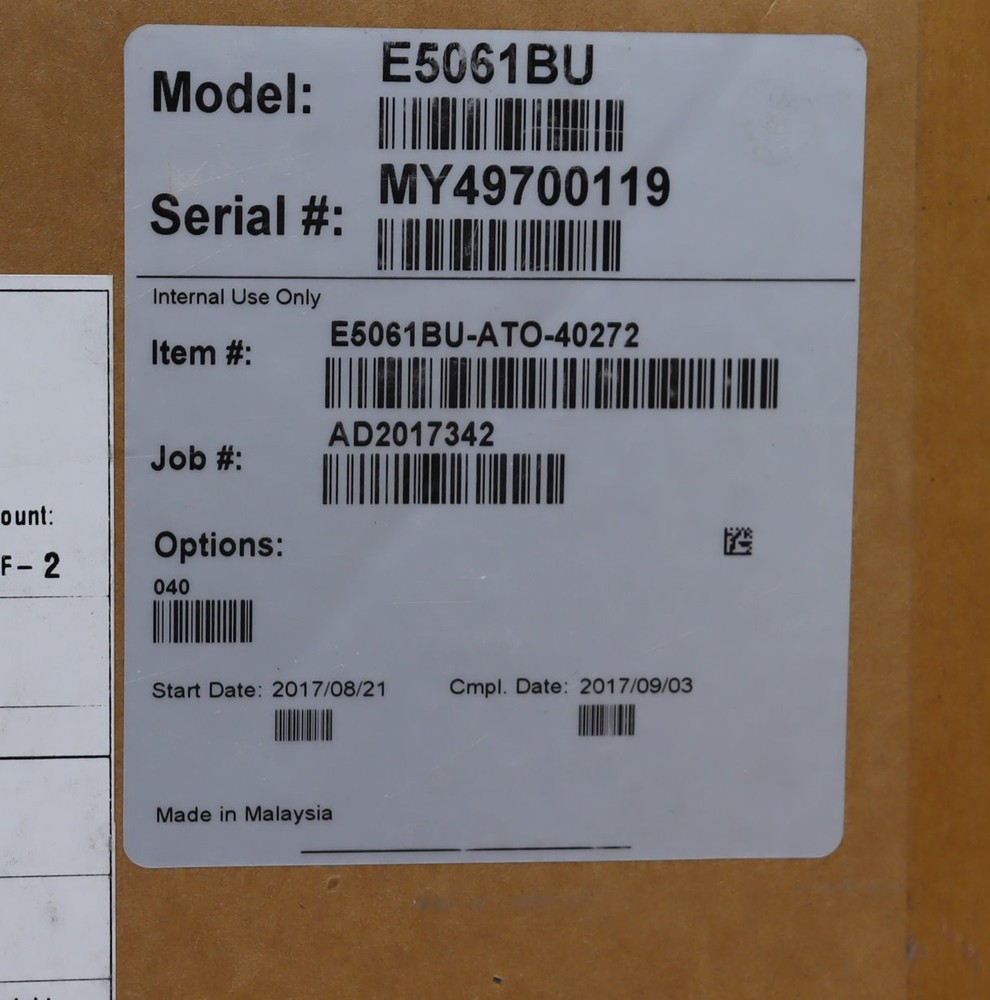 Model: E5061BU
Serial #: MY49700119
Internal Use Only
Item #: E5061BU-ATO-40272
Job #: AD2017342
Options:
040
Start Date: 2017/08/21 Cmpl. Date: 2017/09/03
Made in Malaysia
ount:
F- 2